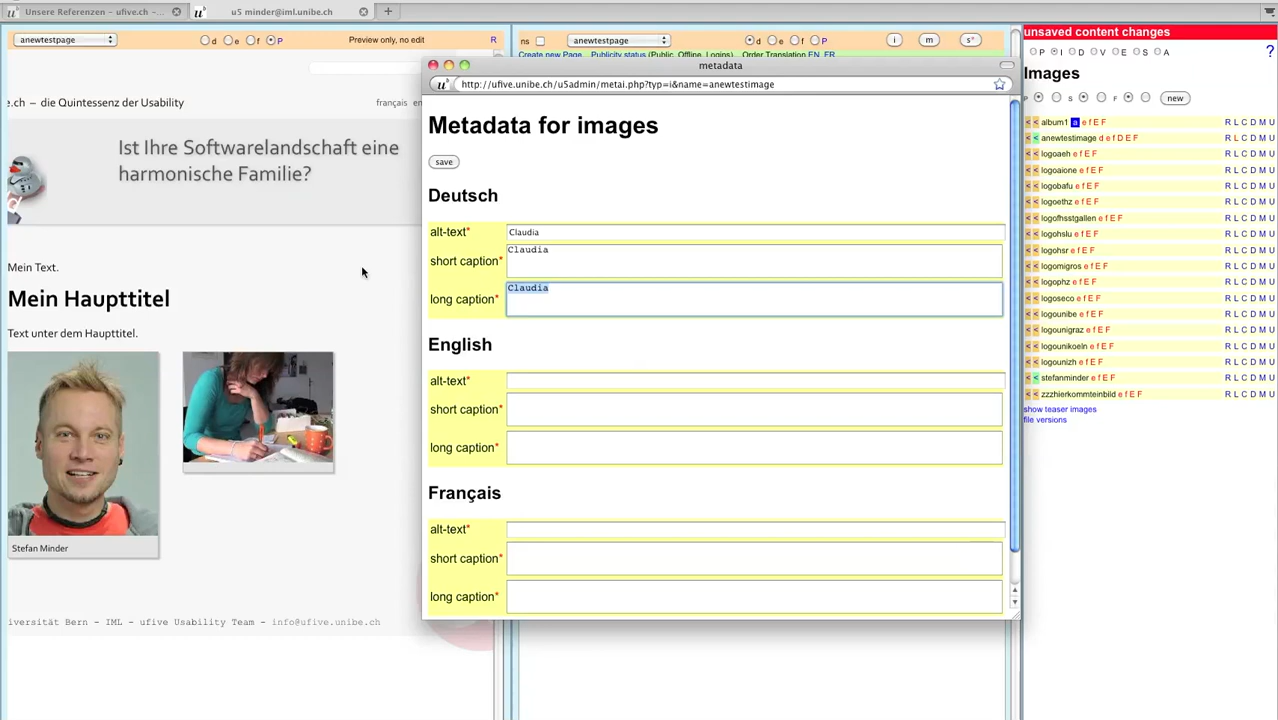 Unsere Referenzen – ufive.ch -...
u5 minder@iml.unibe.ch
anewtestpage
d e f P
Preview only, no edit
R
ns
anewtestpage
d e f P
i
m
s°
Create new Page
Publicity status (Public, Offline, Logins)
Order Translation EN, FR
unsaved content changes
P I D V E S A
Images
?
P S F new
< < album1 a e f E F R L C D M U
< < anewtestimage d e f D E F R L C D M U
< < logoaeh e f E F R L C D M U
< < logoaione e f E F R L C D M U
< < logobafu e f E F R L C D M U
< < logoethz e f E F R L C D M U
< < logofhsstgallen e f E F R L C D M U
< < logohslu e f E F R L C D M U
< < logohsr e f E F R L C D M U
< < logomigros e f E F R L C D M U
< < logophz e f E F R L C D M U
< < logoseco e f E F R L C D M U
< < logounibe e f E F R L C D M U
< < logounigraz e f E F R L C D M U
< < logounikoeln e f E F R L C D M U
< < logounizh e f E F R L C D M U
< < stefanminder e f E F R L C D M U
< < zzzhierkommteinbild e f E F R L C D M U
show teaser images
file versions
metadata
http://ufive.unibe.ch/u5admin/metai.php?typ=i&name=anewtestimage
Metadata for images
save
Deutsch
alt-text* Claudia
short caption* Claudia
long caption* Claudia
English
alt-text*
short caption*
long caption*
Français
alt-text*
short caption*
long caption*
e.ch – die Quintessenz der Usability
français en
Ist Ihre Softwarelandschaft eine
harmonische Familie?
Mein Text.
Mein Haupttitel
Text unter dem Haupttitel.
Stefan Minder
iversität Bern - IML - ufive Usability Team - info@ufive.unibe.ch